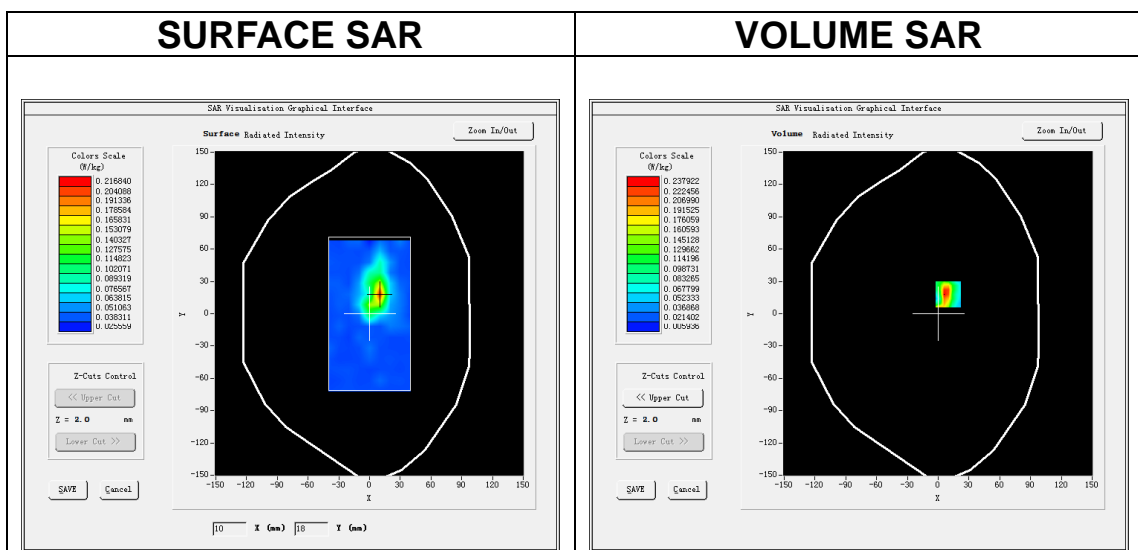 SURFACE SAR
SAR Visualisation Graphical Interface
Surface Radiated Intensity
Zoom In/Out
Colors Scale
(W/kg)
0.216840
0.204088
0.191336
0.178584
0.165831
0.153079
0.140327
0.127575
0.114823
0.102071
0.089319
0.076567
0.063815
0.051063
0.038311
0.025559
Z-Cuts Control
<< Upper Cut
Z = 2.0 mm
Lower Cut >>
SAVE Cancel
150
120
90
60
30
0
-30
-60
-90
-120
-150
Y
-150 -120 -90 -60 -30 0 30 60 90 120 150
X
10 X (mm) 18 Y (mm)
VOLUME SAR
SAR Visualisation Graphical Interface
Volume Radiated Intensity
Zoom In/Out
Colors Scale
(W/kg)
0.237922
0.222456
0.206990
0.191525
0.176059
0.160593
0.145128
0.129662
0.114196
0.098731
0.083265
0.067799
0.052333
0.036868
0.021402
0.005936
Z-Cuts Control
<< Upper Cut
Z = 2.0 mm
Lower Cut >>
SAVE Cancel
150
120
90
60
30
0
-30
-60
-90
-120
-150
Y
-150 -120 -90 -60 -30 0 30 60 90 120 150
X